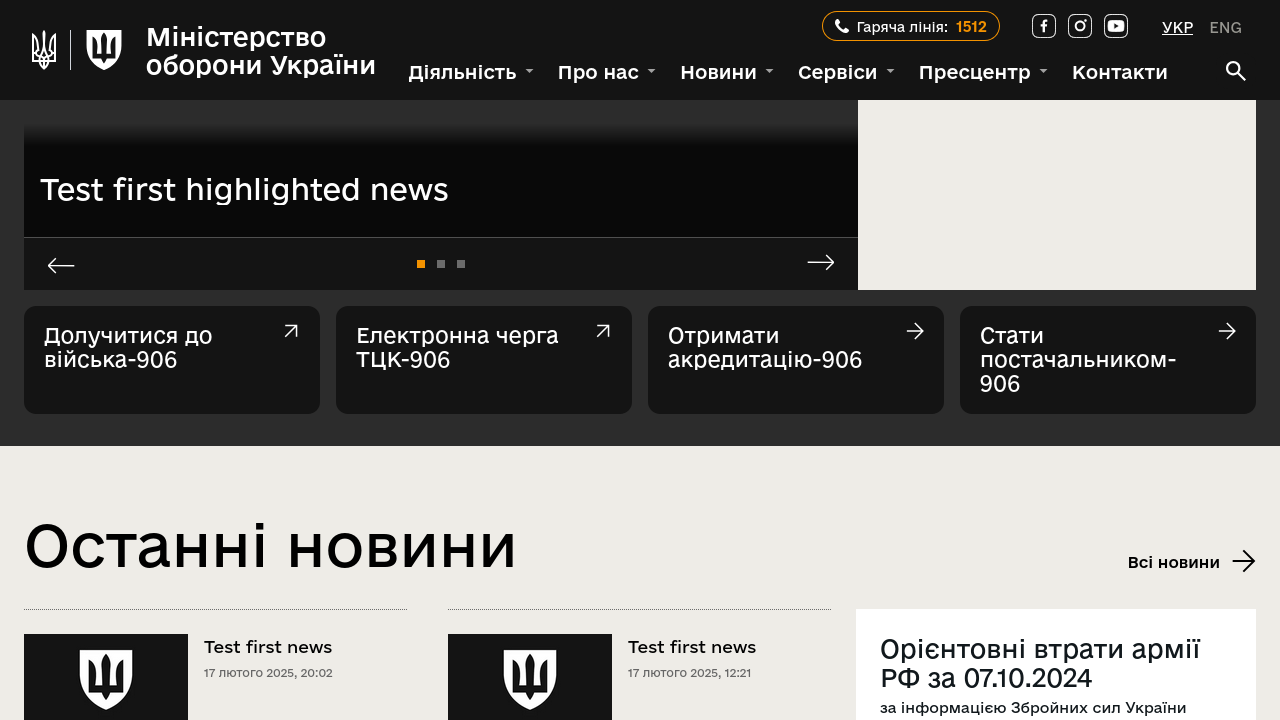 Міністерство
оборони України
Гаряча лінія: 1512
УКР ENG
Діяльність Про нас Новини Сервіси Пресцентр Контакти
Test first highlighted news
Долучитися до
війська-906
Електронна черга
ТЦК-906
Отримати
акредитацію-906
Стати
постачальником-
906
Останні новини
Всі новини
Test first news
17 лютого 2025, 20:02
Test first news
17 лютого 2025, 12:21
Орієнтовні втрати армії
РФ за 07.10.2024
за інформацією Збройних сил України